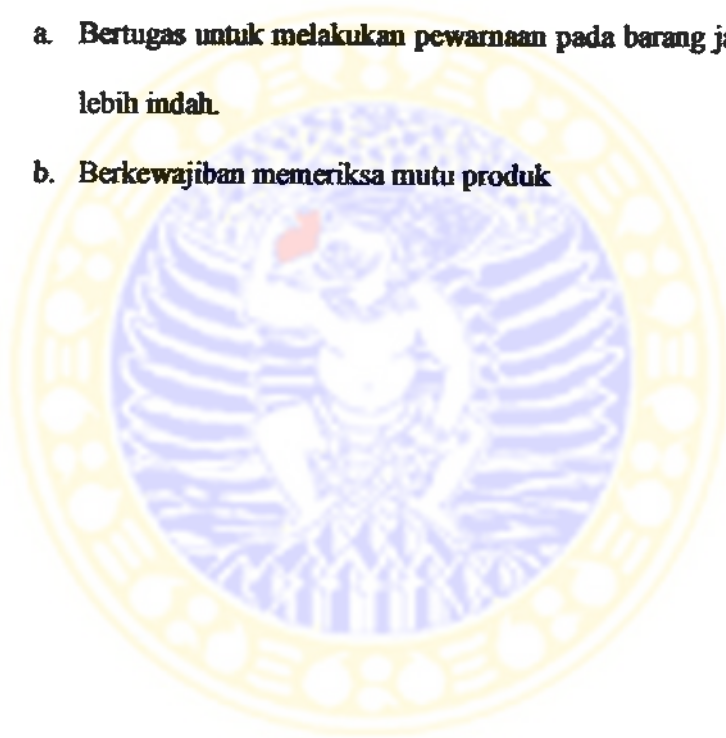 a. Bertugas untuk melakukan pewarnaan pada barang
lebih indah.
b. Berkewajiban memeriksa mutu produk